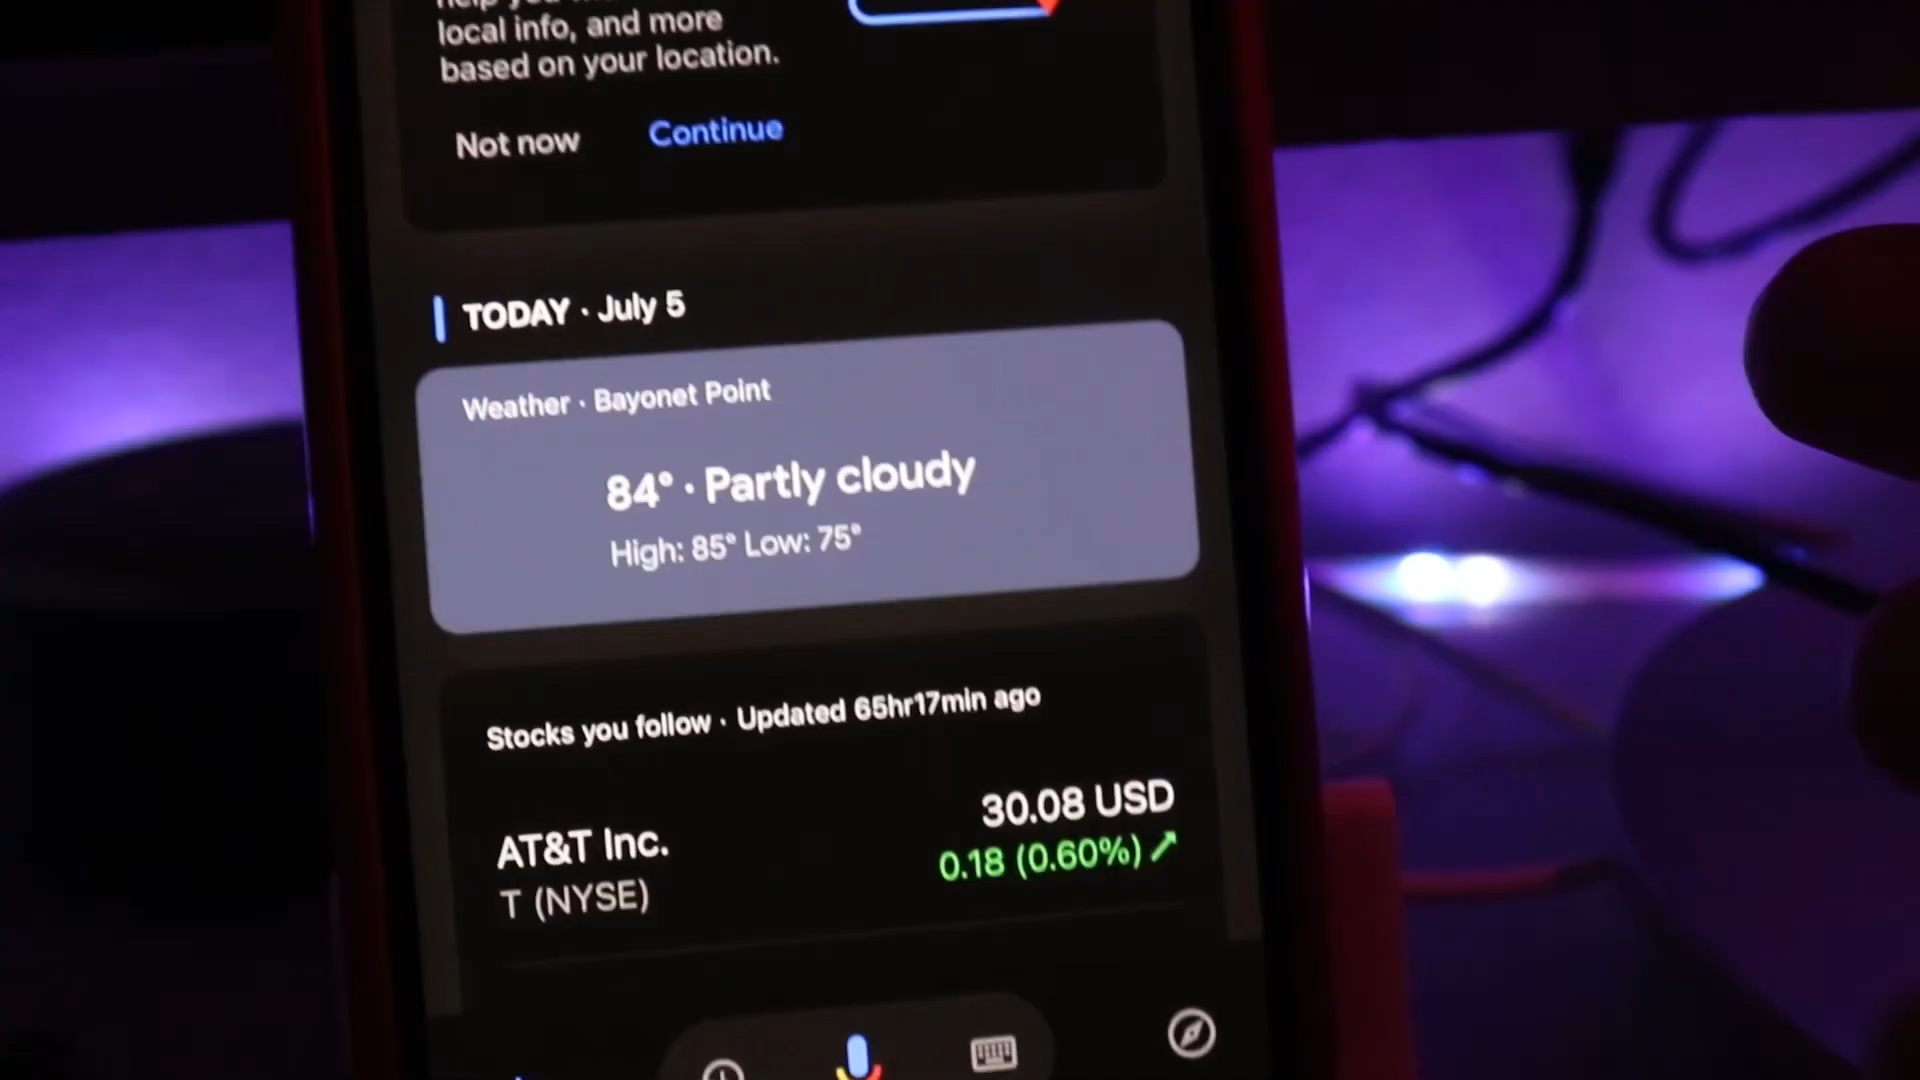 local info, and more
based on your location.
Not now Continue
TODAY · July 5
Weather · Bayonet Point
84° · Partly cloudy
High: 85° Low: 75°
Stocks you follow · Updated 65hr17min ago
30.08 USD
AT&T Inc.
0.18 (0.60%)
T (NYSE)